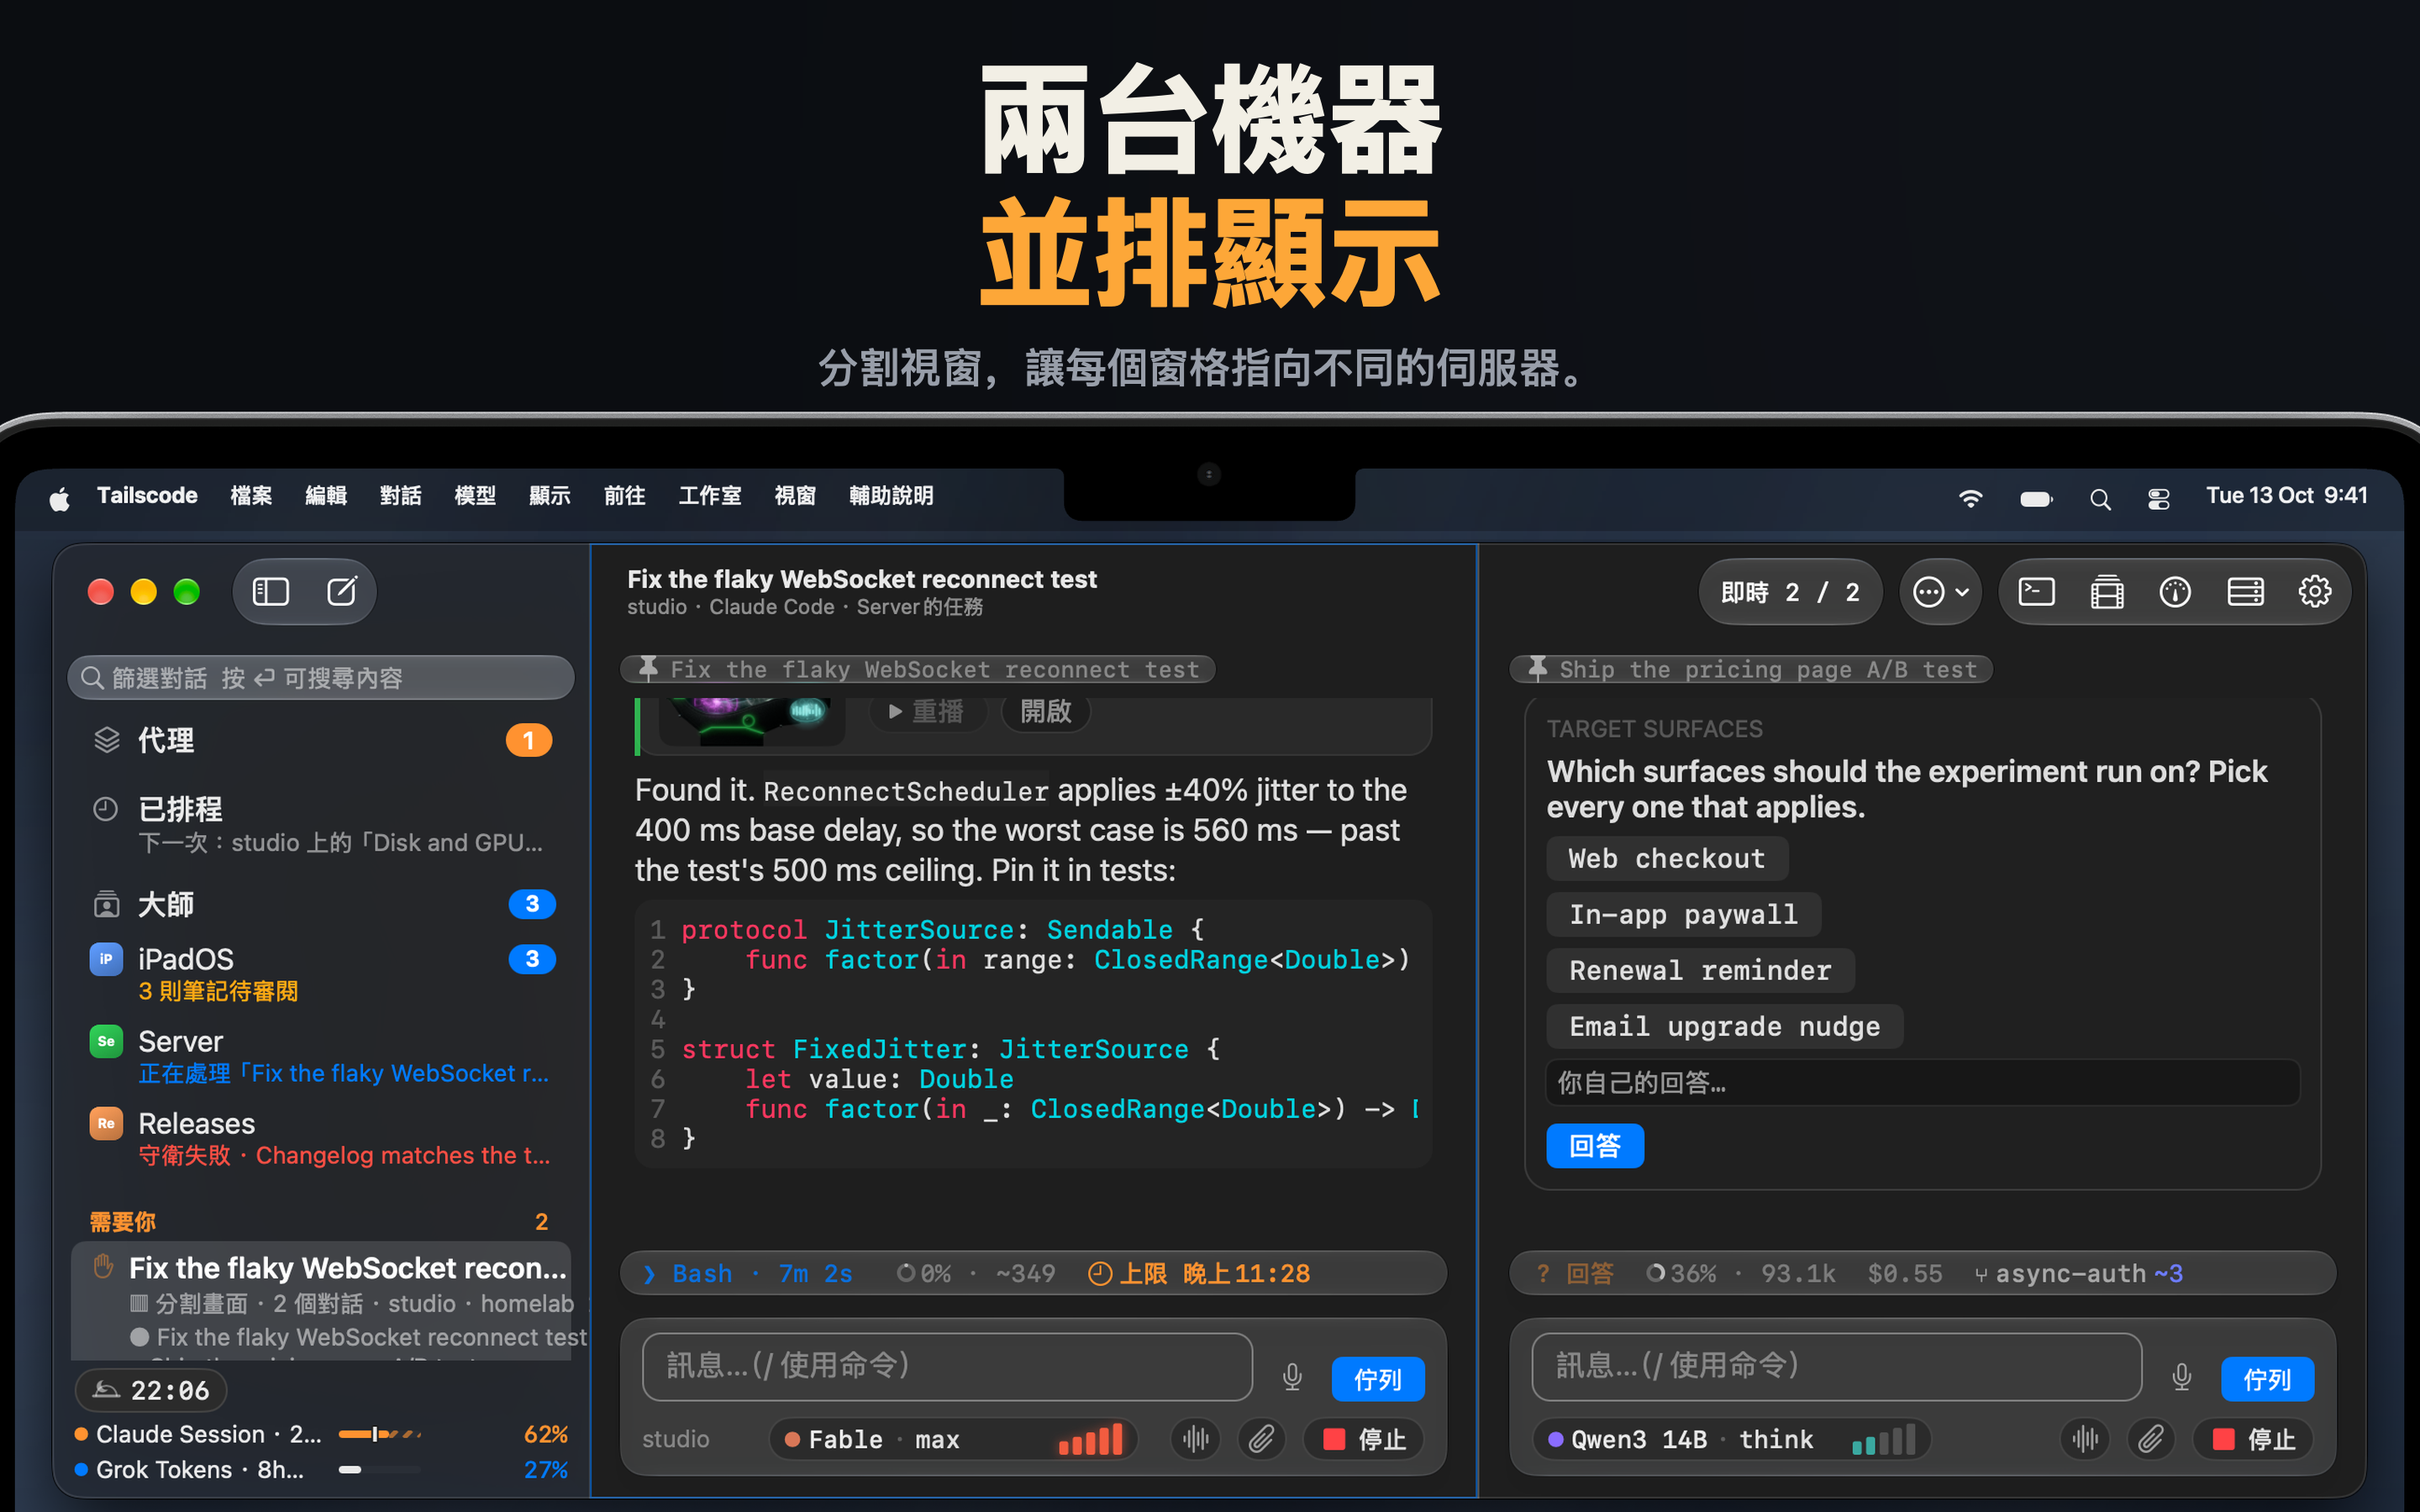 兩台機器
並排顯示
分割視窗，讓每個窗格指向不同的伺服器。
Tailscode 檔案 編輯 對話 模型 顯示 前往 工作室 視窗 輔助說明
Tue 13 Oct 9:41
篩選對話 按 ⏎ 可搜尋內容
代理 1
已排程
下一次：studio 上的「Disk and GPU...
大師 3
iP iPadOS 3
3 則筆記待審閱
Se Server
正在處理「Fix the flaky WebSocket r...
Re Releases
守衛失敗 · Changelog matches the t...
需要你 2
Fix the flaky WebSocket recon...
分割畫面 · 2 個對話 · studio · homelab
Fix the flaky WebSocket reconnect test
22:06
Claude Session · 2... 62%
Grok Tokens · 8h... 27%
Fix the flaky WebSocket reconnect test
studio · Claude Code · Server的任務
Fix the flaky WebSocket reconnect test
重播 開啟
Found it. ReconnectScheduler applies ±40% jitter to the
400 ms base delay, so the worst case is 560 ms — past
the test's 500 ms ceiling. Pin it in tests:
1 protocol JitterSource: Sendable {
2 func factor(in range: ClosedRange<Double>)
3 }
4
5 struct FixedJitter: JitterSource {
6 let value: Double
7 func factor(in _: ClosedRange<Double>) ->
8 }
❯ Bash · 7m 2s 0% · ~349 上限 晚上11:28
訊息...(/ 使用命令)
佇列
studio Fable · max 停止
即時 2 / 2
Ship the pricing page A/B test
TARGET SURFACES
Which surfaces should the experiment run on? Pick
every one that applies.
Web checkout
In-app paywall
Renewal reminder
Email upgrade nudge
你自己的回答...
回答
? 回答 36% · 93.1k $0.55 async-auth ~3
訊息...(/ 使用命令)
佇列
Qwen3 14B · think 停止